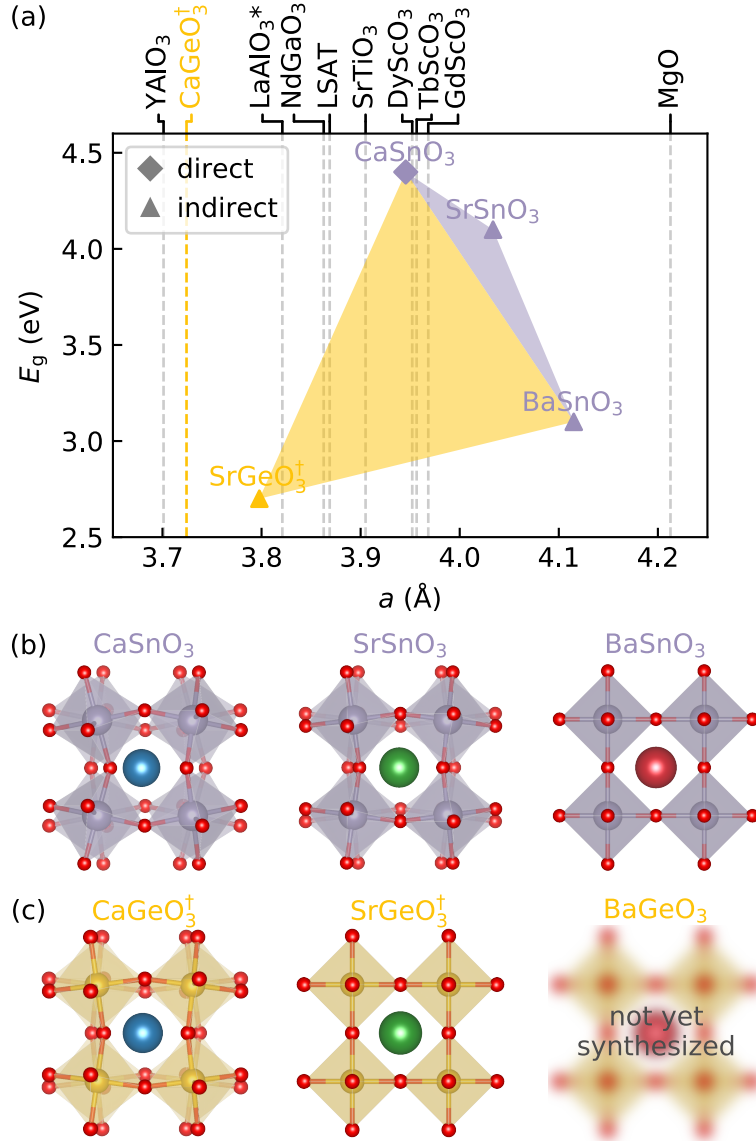 (a)
YAlO₃
CaGeO₃†
LaAlO₃*
NdGaO₃
LSAT
SrTiO₃
DyScO₃
TbScO₃
GdScO₃
MgO
4.5
4.0
3.5
3.0
2.5
E_g (eV)
direct
indirect
CaSnO₃
SrSnO₃
BaSnO₃
SrGeO₃†
3.7 3.8 3.9 4.0 4.1 4.2
a (Å)
(b)
CaSnO₃ SrSnO₃ BaSnO₃
(c)
CaGeO₃† SrGeO₃† BaGeO₃
not yet
synthesized